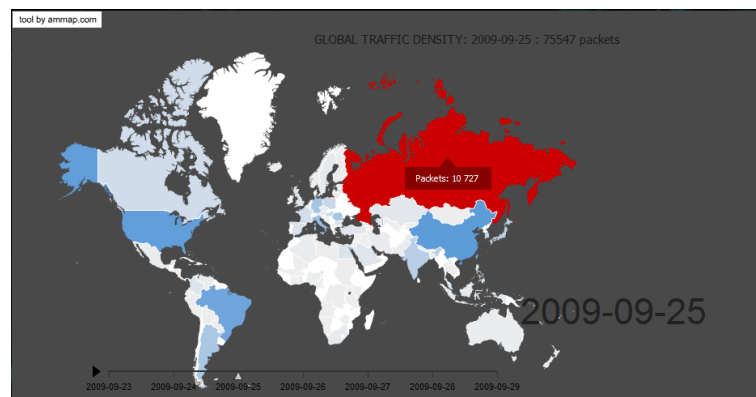 tool by ammap.com
GLOBAL TRAFFIC DENSITY: 2009-09-25 : 75547 packets
Packets: 10 727
2009-09-25
2009-09-23 2009-09-24 2009-09-25 2009-09-26 2009-09-27 2009-09-28 2009-09-29